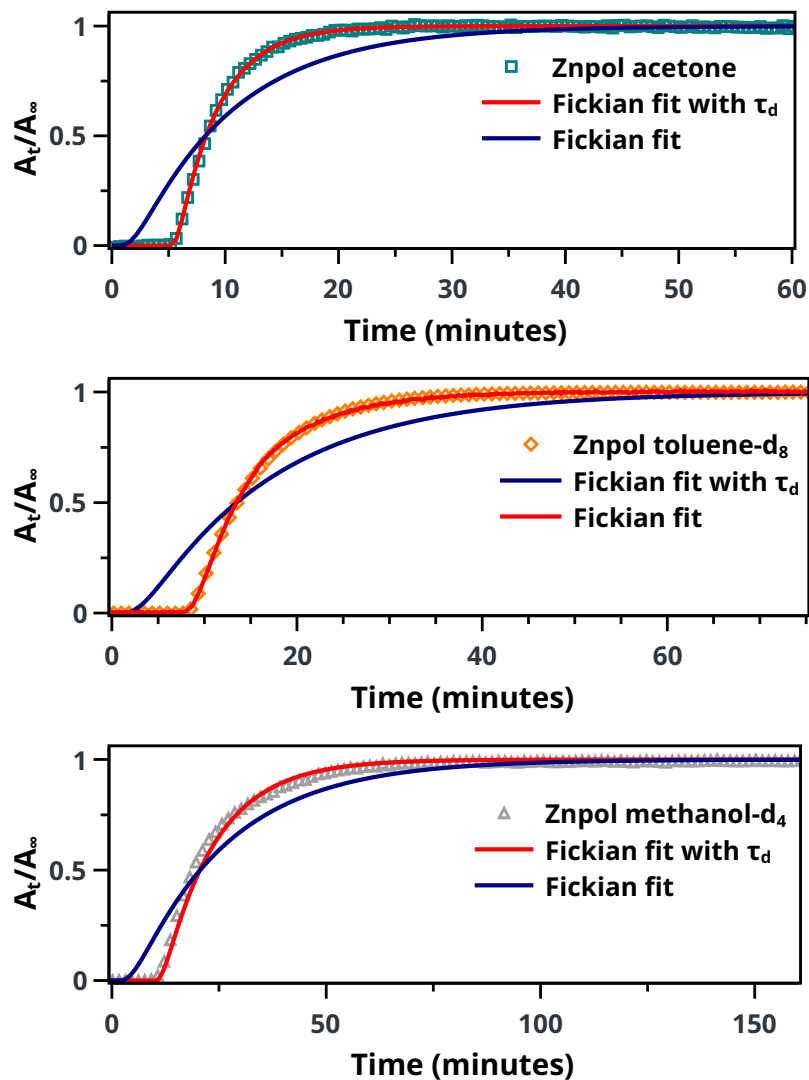 1
0.5
0
A_t/A_∞
Znpol acetone
Fickian fit with τ_d
Fickian fit
0 10 20 30 40 50 60
Time (minutes)
1
0.5
0
A_t/A_∞
Znpol toluene-d₈
Fickian fit with τ_d
Fickian fit
0 20 40 60
Time (minutes)
1
0.5
0
A_t/A_∞
Znpol methanol-d₄
Fickian fit with τ_d
Fickian fit
0 50 100 150
Time (minutes)